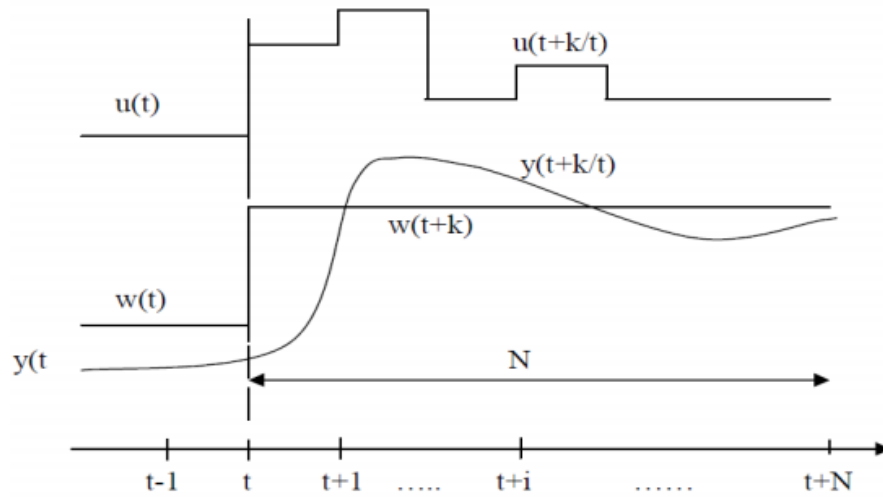 u(t+k/t)
u(t)
y(t+k/t)
w(t+k)
w(t)
y(t
N
t-1 t t+1 ..... t+i ...... t+N